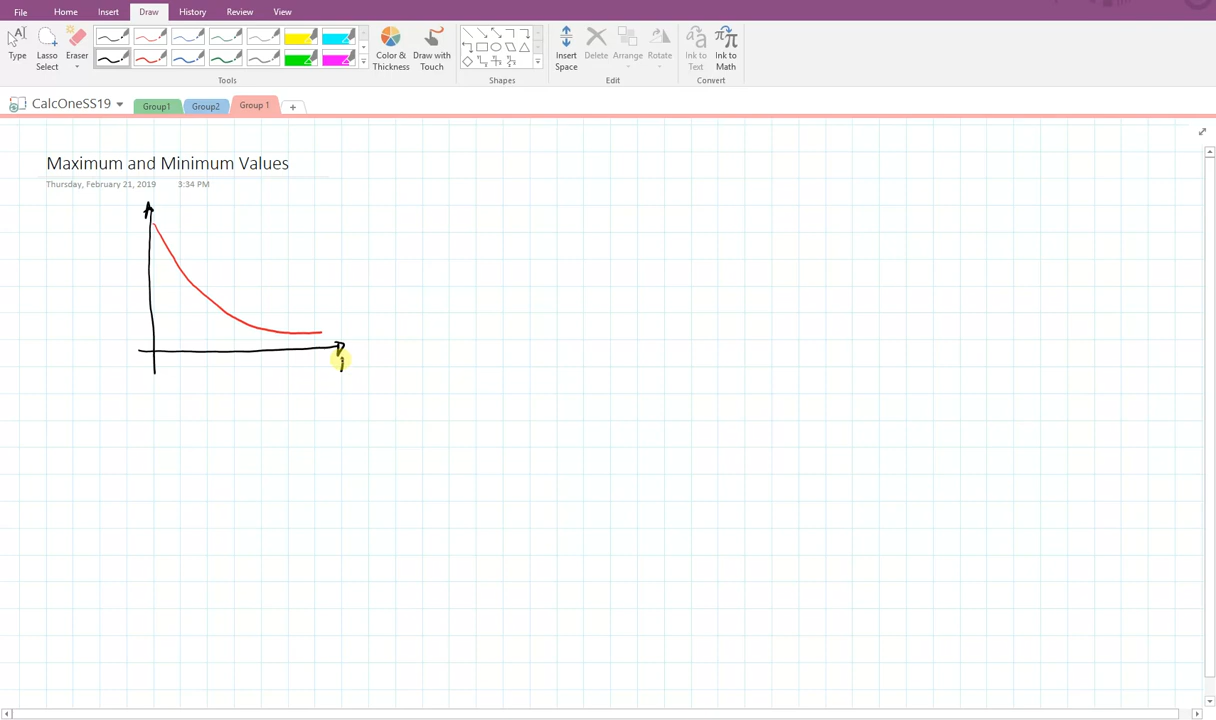 File Home Insert Draw History Review View
Type
Lasso Select
Eraser
Color & Thickness
Draw with Touch
Insert Space
Delete
Arrange
Rotate
Ink to Text
Ink to Math
Tools
Shapes
Edit
Convert
CalcOneSS19
Group1 Group2 Group 1
Maximum and Minimum Values
Thursday, February 21, 2019 3:34 PM